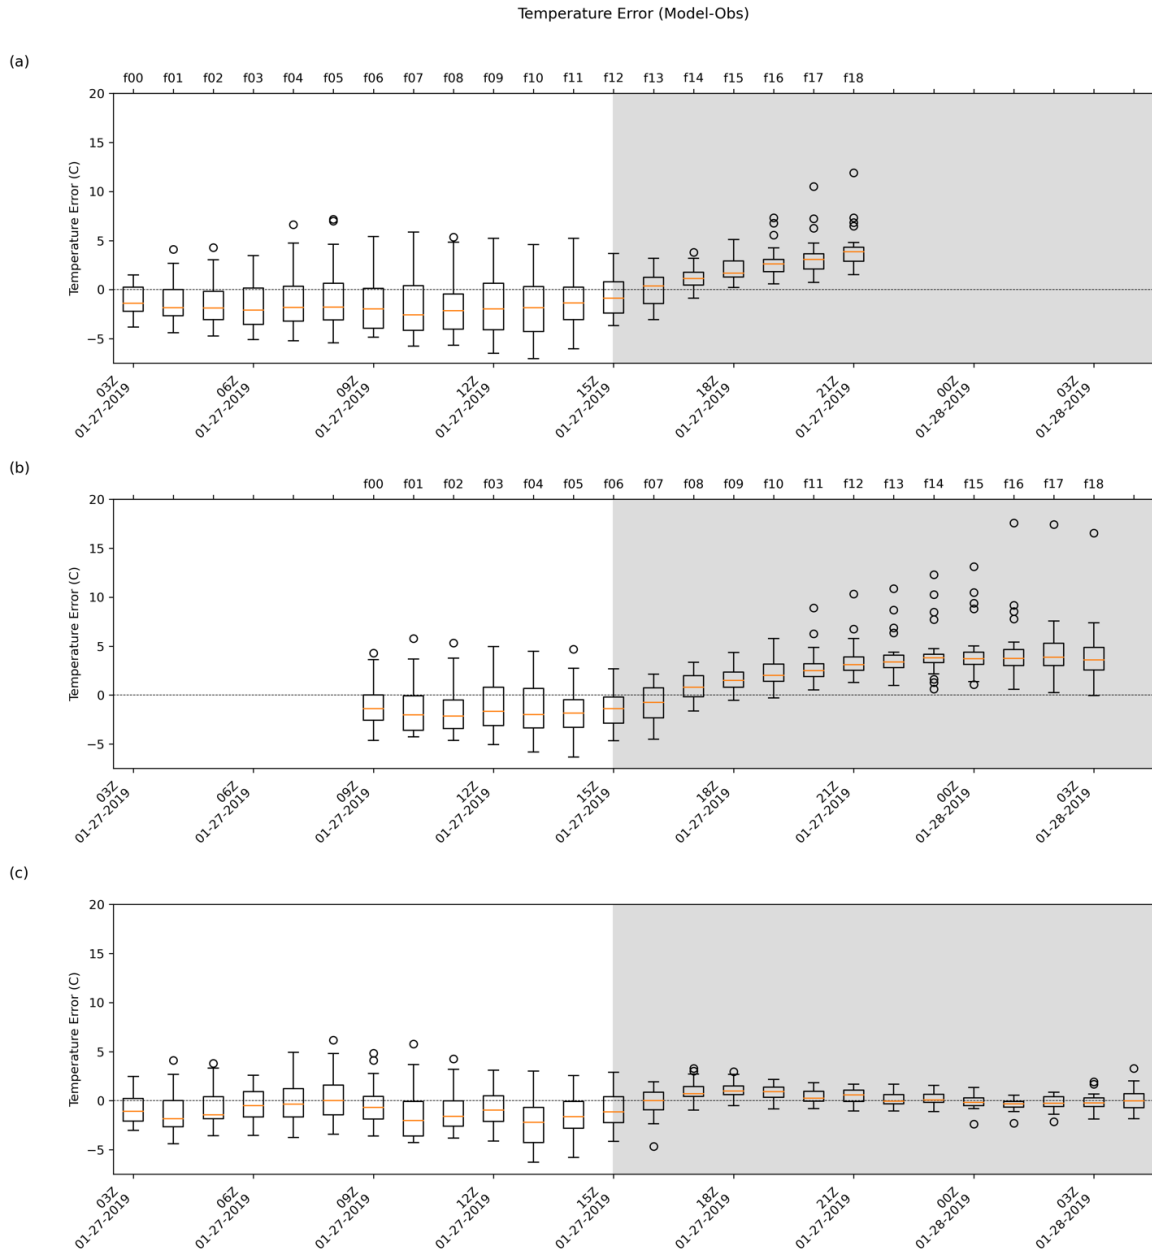 Temperature Error (Model-Obs)
(a)
f00 f01 f02 f03 f04 f05 f06 f07 f08 f09 f10 f11 f12 f13 f14 f15 f16 f17 f18
20
15
10
5
0
−5
Temperature Error (C)
03Z
01-27-2019
06Z
01-27-2019
09Z
01-27-2019
12Z
01-27-2019
15Z
01-27-2019
18Z
01-27-2019
21Z
01-27-2019
00Z
01-28-2019
03Z
01-28-2019
(b)
f00 f01 f02 f03 f04 f05 f06 f07 f08 f09 f10 f11 f12 f13 f14 f15 f16 f17 f18
20
15
10
5
0
−5
Temperature Error (C)
03Z
01-27-2019
06Z
01-27-2019
09Z
01-27-2019
12Z
01-27-2019
15Z
01-27-2019
18Z
01-27-2019
21Z
01-27-2019
00Z
01-28-2019
03Z
01-28-2019
(c)
20
15
10
5
0
−5
Temperature Error (C)
03Z
01-27-2019
06Z
01-27-2019
09Z
01-27-2019
12Z
01-27-2019
15Z
01-27-2019
18Z
01-27-2019
21Z
01-27-2019
00Z
01-28-2019
03Z
01-28-2019